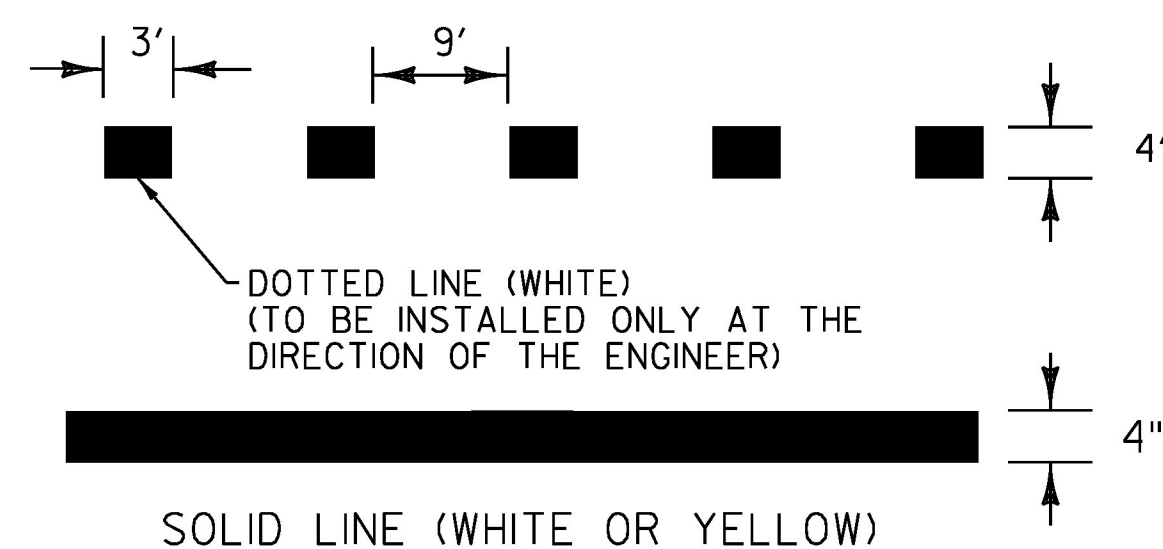 3' 9'
4'
DOTTED LINE (WHITE)
(TO BE INSTALLED ONLY AT THE
DIRECTION OF THE ENGINEER)
4"
SOLID LINE (WHITE OR YELLOW)